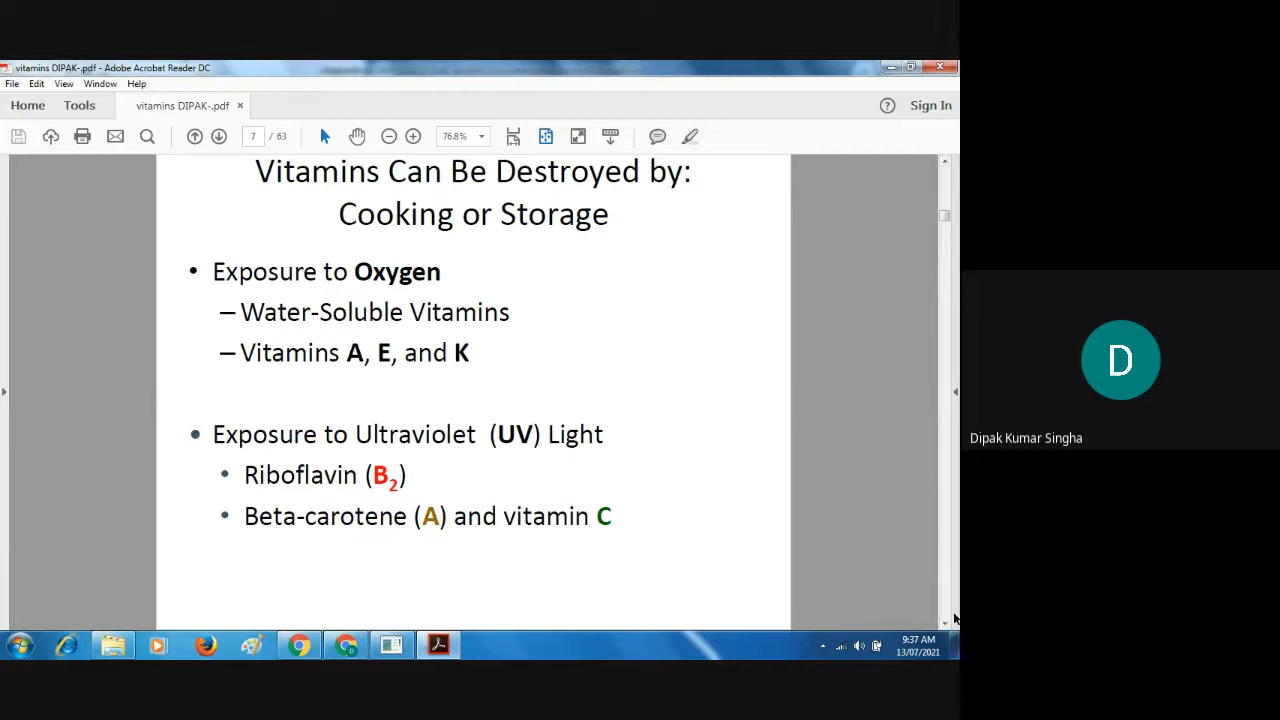 vitamins DIPAK-.pdf - Adobe Acrobat Reader DC
File Edit View Window Help
Home Tools vitamins DIPAK-.pdf × ? Sign In
7 / 63 76.8%
Vitamins Can Be Destroyed by:
Cooking or Storage
• Exposure to Oxygen
– Water-Soluble Vitamins
– Vitamins A, E, and K
• Exposure to Ultraviolet (UV) Light
• Riboflavin (B2)
• Beta-carotene (A) and vitamin C
D
Dipak Kumar Singha
9:37 AM
13/07/2021